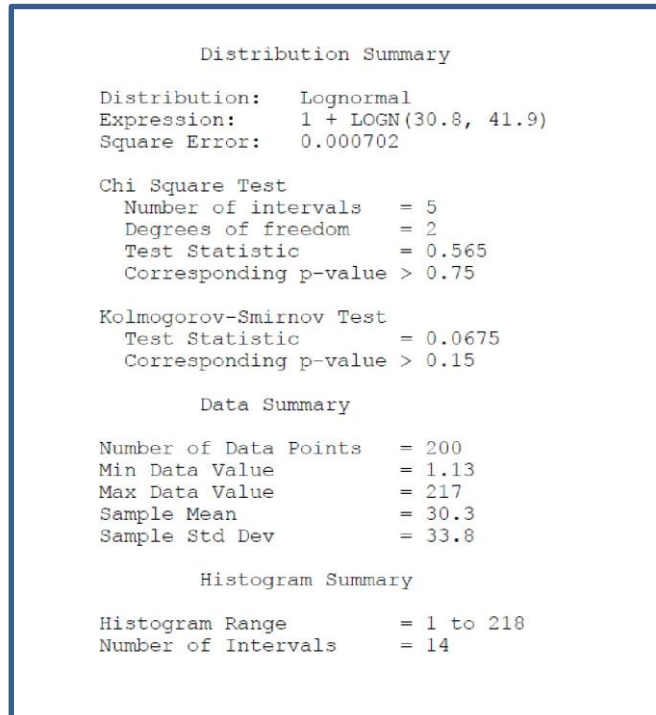 Distribution Summary
Distribution: Lognormal
Expression: 1 + LOGN(30.8, 41.9)
Square Error: 0.000702
Chi Square Test
Number of intervals = 5
Degrees of freedom = 2
Test Statistic = 0.565
Corresponding p-value > 0.75
Kolmogorov-Smirnov Test
Test Statistic = 0.0675
Corresponding p-value > 0.15
Data Summary
Number of Data Points = 200
Min Data Value = 1.13
Max Data Value = 217
Sample Mean = 30.3
Sample Std Dev = 33.8
Histogram Summary
Histogram Range = 1 to 218
Number of Intervals = 14